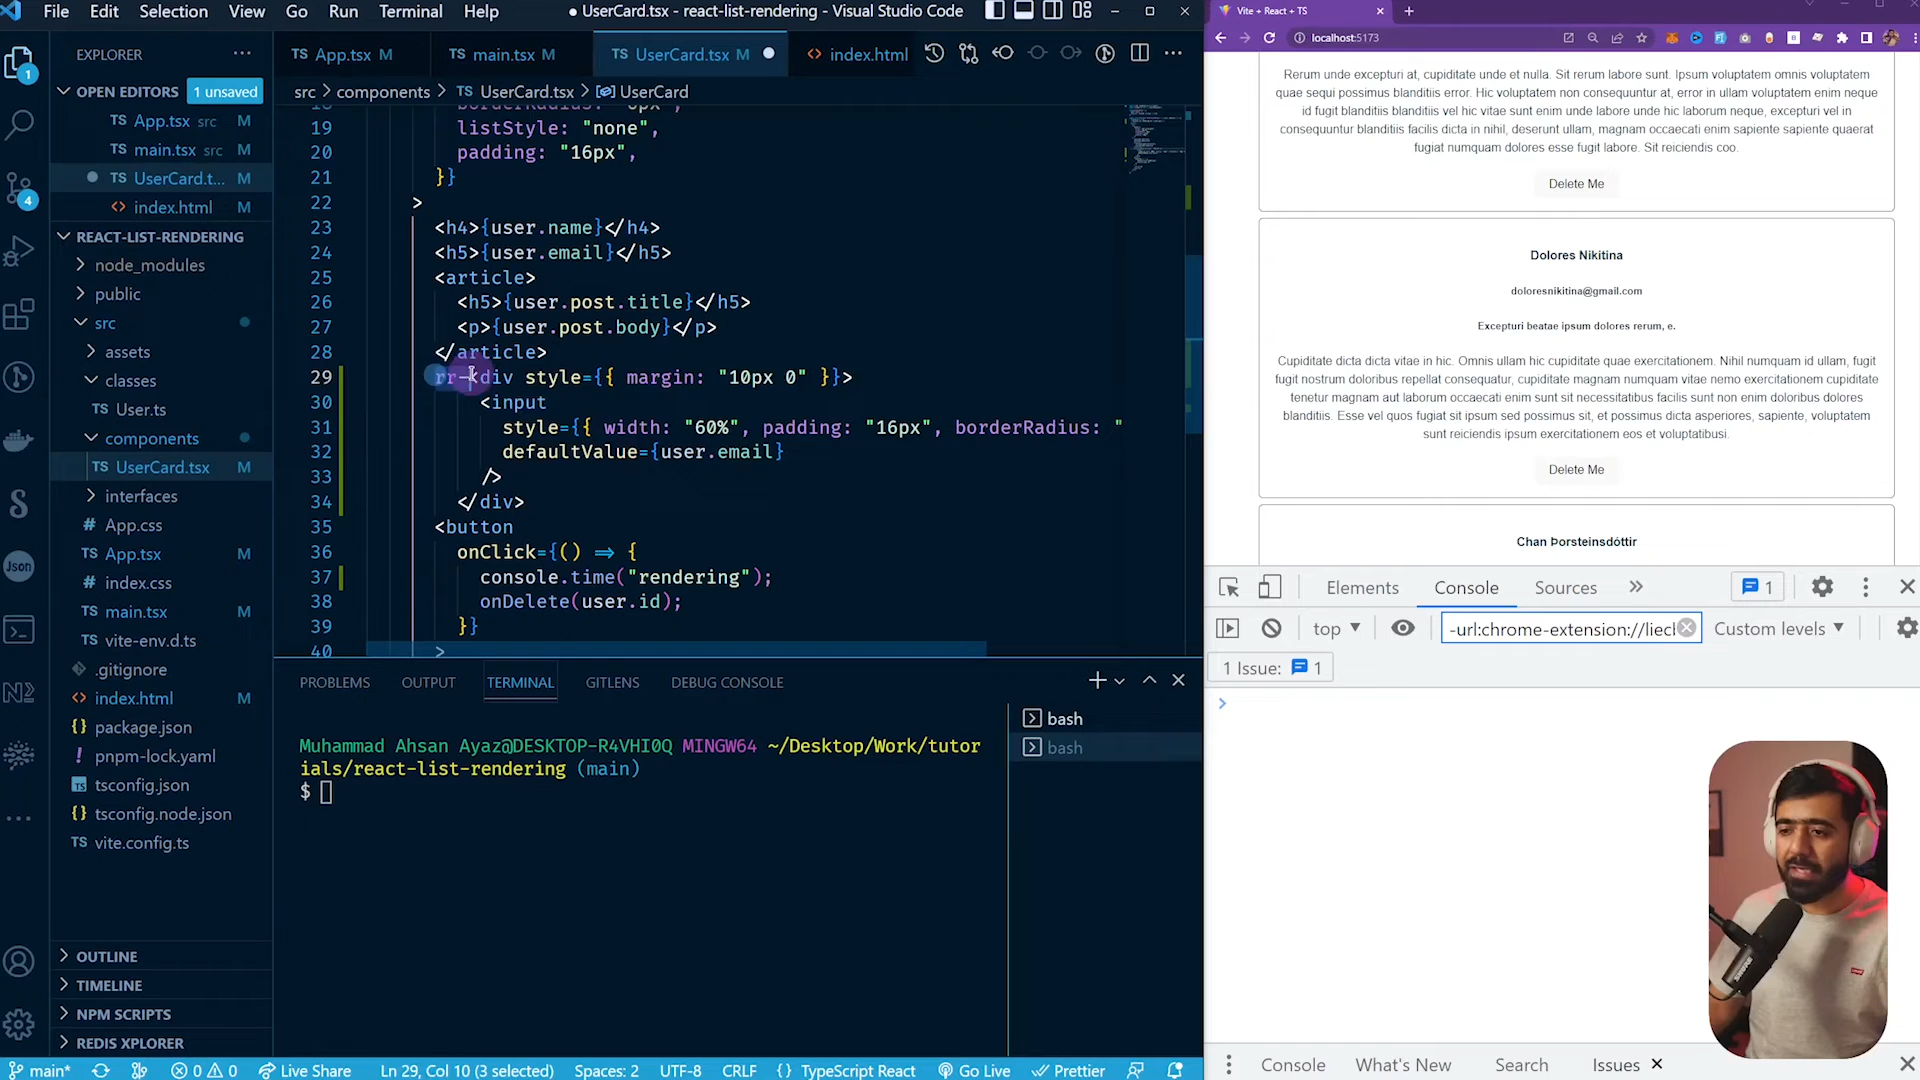 File Edit Selection View Go Run Terminal Help
● UserCard.tsx - react-list-rendering - Visual Studio Code
EXPLORER
OPEN EDITORS 1 unsaved
TS App.tsx src M
TS main.tsx src M
TS UserCard.t... M
<> index.html M
REACT-LIST-RENDERING
node_modules
public
src
assets
classes
TS User.ts
components
TS UserCard.tsx M
interfaces
# App.css
TS App.tsx M
# index.css
TS main.tsx M
TS vite-env.d.ts
.gitignore
<> index.html M
{} package.json
! pnpm-lock.yaml
tsconfig.json
{} tsconfig.node.json
TS vite.config.ts
OUTLINE
TIMELINE
NPM SCRIPTS
REDIS XPLORER
1
4
Json
TS App.tsx M
TS main.tsx M
TS UserCard.tsx M
<> index.html
src > components > TS UserCard.tsx > UserCard
19 listStyle: "none",
20 padding: "16px",
21 }}
22 >
23 <h4>{user.name}</h4>
24 <h5>{user.email}</h5>
25 <article>
26 <h5>{user.post.title}</h5>
27 <p>{user.post.body}</p>
28 </article>
29 rr-<div style={{ margin: "10px 0" }}>
30 <input
31 style={{ width: "60%", padding: "16px", borderRadius: "
32 defaultValue={user.email}
33 />
34 </div>
35 <button
36 onClick={() => {
37 console.time("rendering");
38 onDelete(user.id);
39 }}
40 >
PROBLEMS OUTPUT TERMINAL GITLENS DEBUG CONSOLE
Muhammad Ahsan Ayaz@DESKTOP-R4VHI0Q MINGW64 ~/Desktop/Work/tutor
ials/react-list-rendering (main)
$
bash
bash
main* 0 0 Live Share Ln 29, Col 10 (3 selected) Spaces: 2 UTF-8 CRLF {} TypeScript React Go Live Prettier
Vite + React + TS
localhost:5173
Rerum unde excepturi at, cupiditate unde et nulla. Sit rerum labore sunt. Ipsum voluptatem omnis voluptatem
quae sequi possimus blanditiis error. Hic voluptatem non consequuntur at, error in ullam voluptatem enim neque
id fugit blanditiis blanditiis vel hic vitae sunt enim unde labore unde hic laborum neque, excepturi vel in
consequuntur blanditiis facilis dicta in nihil, deserunt ullam, magnam occaecati enim sapiente sapiente quaerat
fugiat numquam dolores esse fugit labore. Sit reiciendis coo.
Delete Me
Dolores Nikitina
doloresnikitina@gmail.com
Excepturi beatae ipsum dolores rerum, e.
Cupiditate dicta dicta vitae in hic. Omnis ullam hic cupiditate quae exercitationem. Nihil numquam id ullam, fugit
fugit nostrum doloribus repellat consequatur, cupiditate magnam numquam atus laborum occaecati enim sunt sit necessitatibus facilis sunt non enim doloribus dolores
blanditiis. Esse vel quos fugiat sit ipsum sed possimus sit, et possimus dicta asperiores, sapiente, voluptatem
sunt reiciendis ipsum exercitationem eos et voluptatibus.
Delete Me
Chan Þorsteinsdóttir
Elements Console Sources 1
top -url:chrome-extension://liecl Custom levels
1 Issue: 1
Console What's New Search Issues